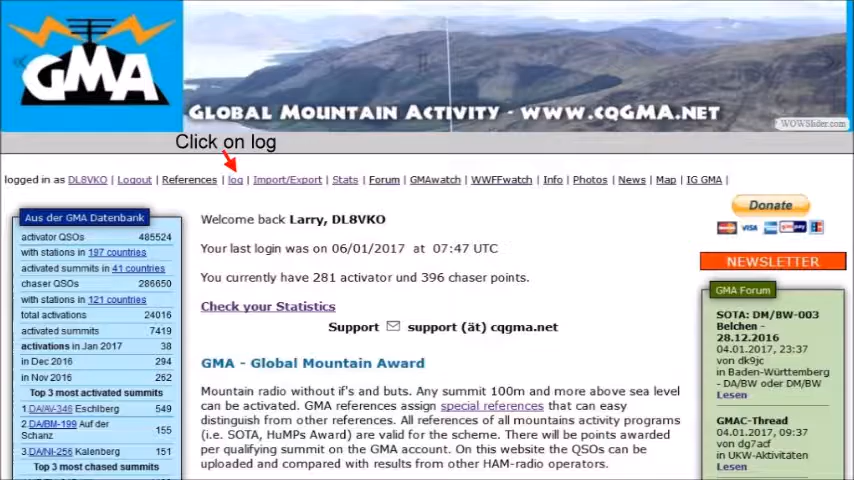 GMA
GLOBAL MOUNTAIN ACTIVITY - WWW.CQGMA.NET
WOWSlider.com
Click on log
logged in as DL8VKO | Logout | References | log | Import/Export | Stats | Forum | GMAwatch | WWFFwatch | Info | Photos | News | Map | IG GMA |
Aus der GMA Datenbank
activator QSOs 485524
with stations in 197 countries
activated summits in 41 countries
chaser QSOs 286650
with stations in 121 countries
total activations 24016
activated summits 7419
activations in Jan 2017 38
in Dec 2016 294
in Nov 2016 262
Top 3 most activated summits
1.DA/AV-346 Eschlberg 549
2.DA/BM-199 Auf der
Schanz 155
3.DA/NI-256 Kalenberg 151
Top 3 most chased summits
Welcome back Larry, DL8VKO
Your last login was on 06/01/2017 at 07:47 UTC
You currently have 281 activator und 396 chaser points.
Check your Statistics
Support support (ät) cqgma.net
GMA - Global Mountain Award
Mountain radio without if's and buts. Any summit 100m and more above sea level
can be activated. GMA references assign special references that can easy
distinguish from other references. All references of all mountains activity programs
(i.e. SOTA, HuMPs Award) are valid for the scheme. There will be points awarded
per qualifying summit on the GMA account. On this website the QSOs can be
uploaded and compared with results from other HAM-radio operators.
Donate
VISA
NEWSLETTER
GMA Forum
SOTA: DM/BW-003
Belchen -
28.12.2016
04.01.2017, 23:37
von dk9jc
in Baden-Württemberg
- DA/BW oder DM/BW
Lesen
GMAC-Thread
04.01.2017, 09:37
von dg7acf
in UKW-Aktivitäten
Lesen